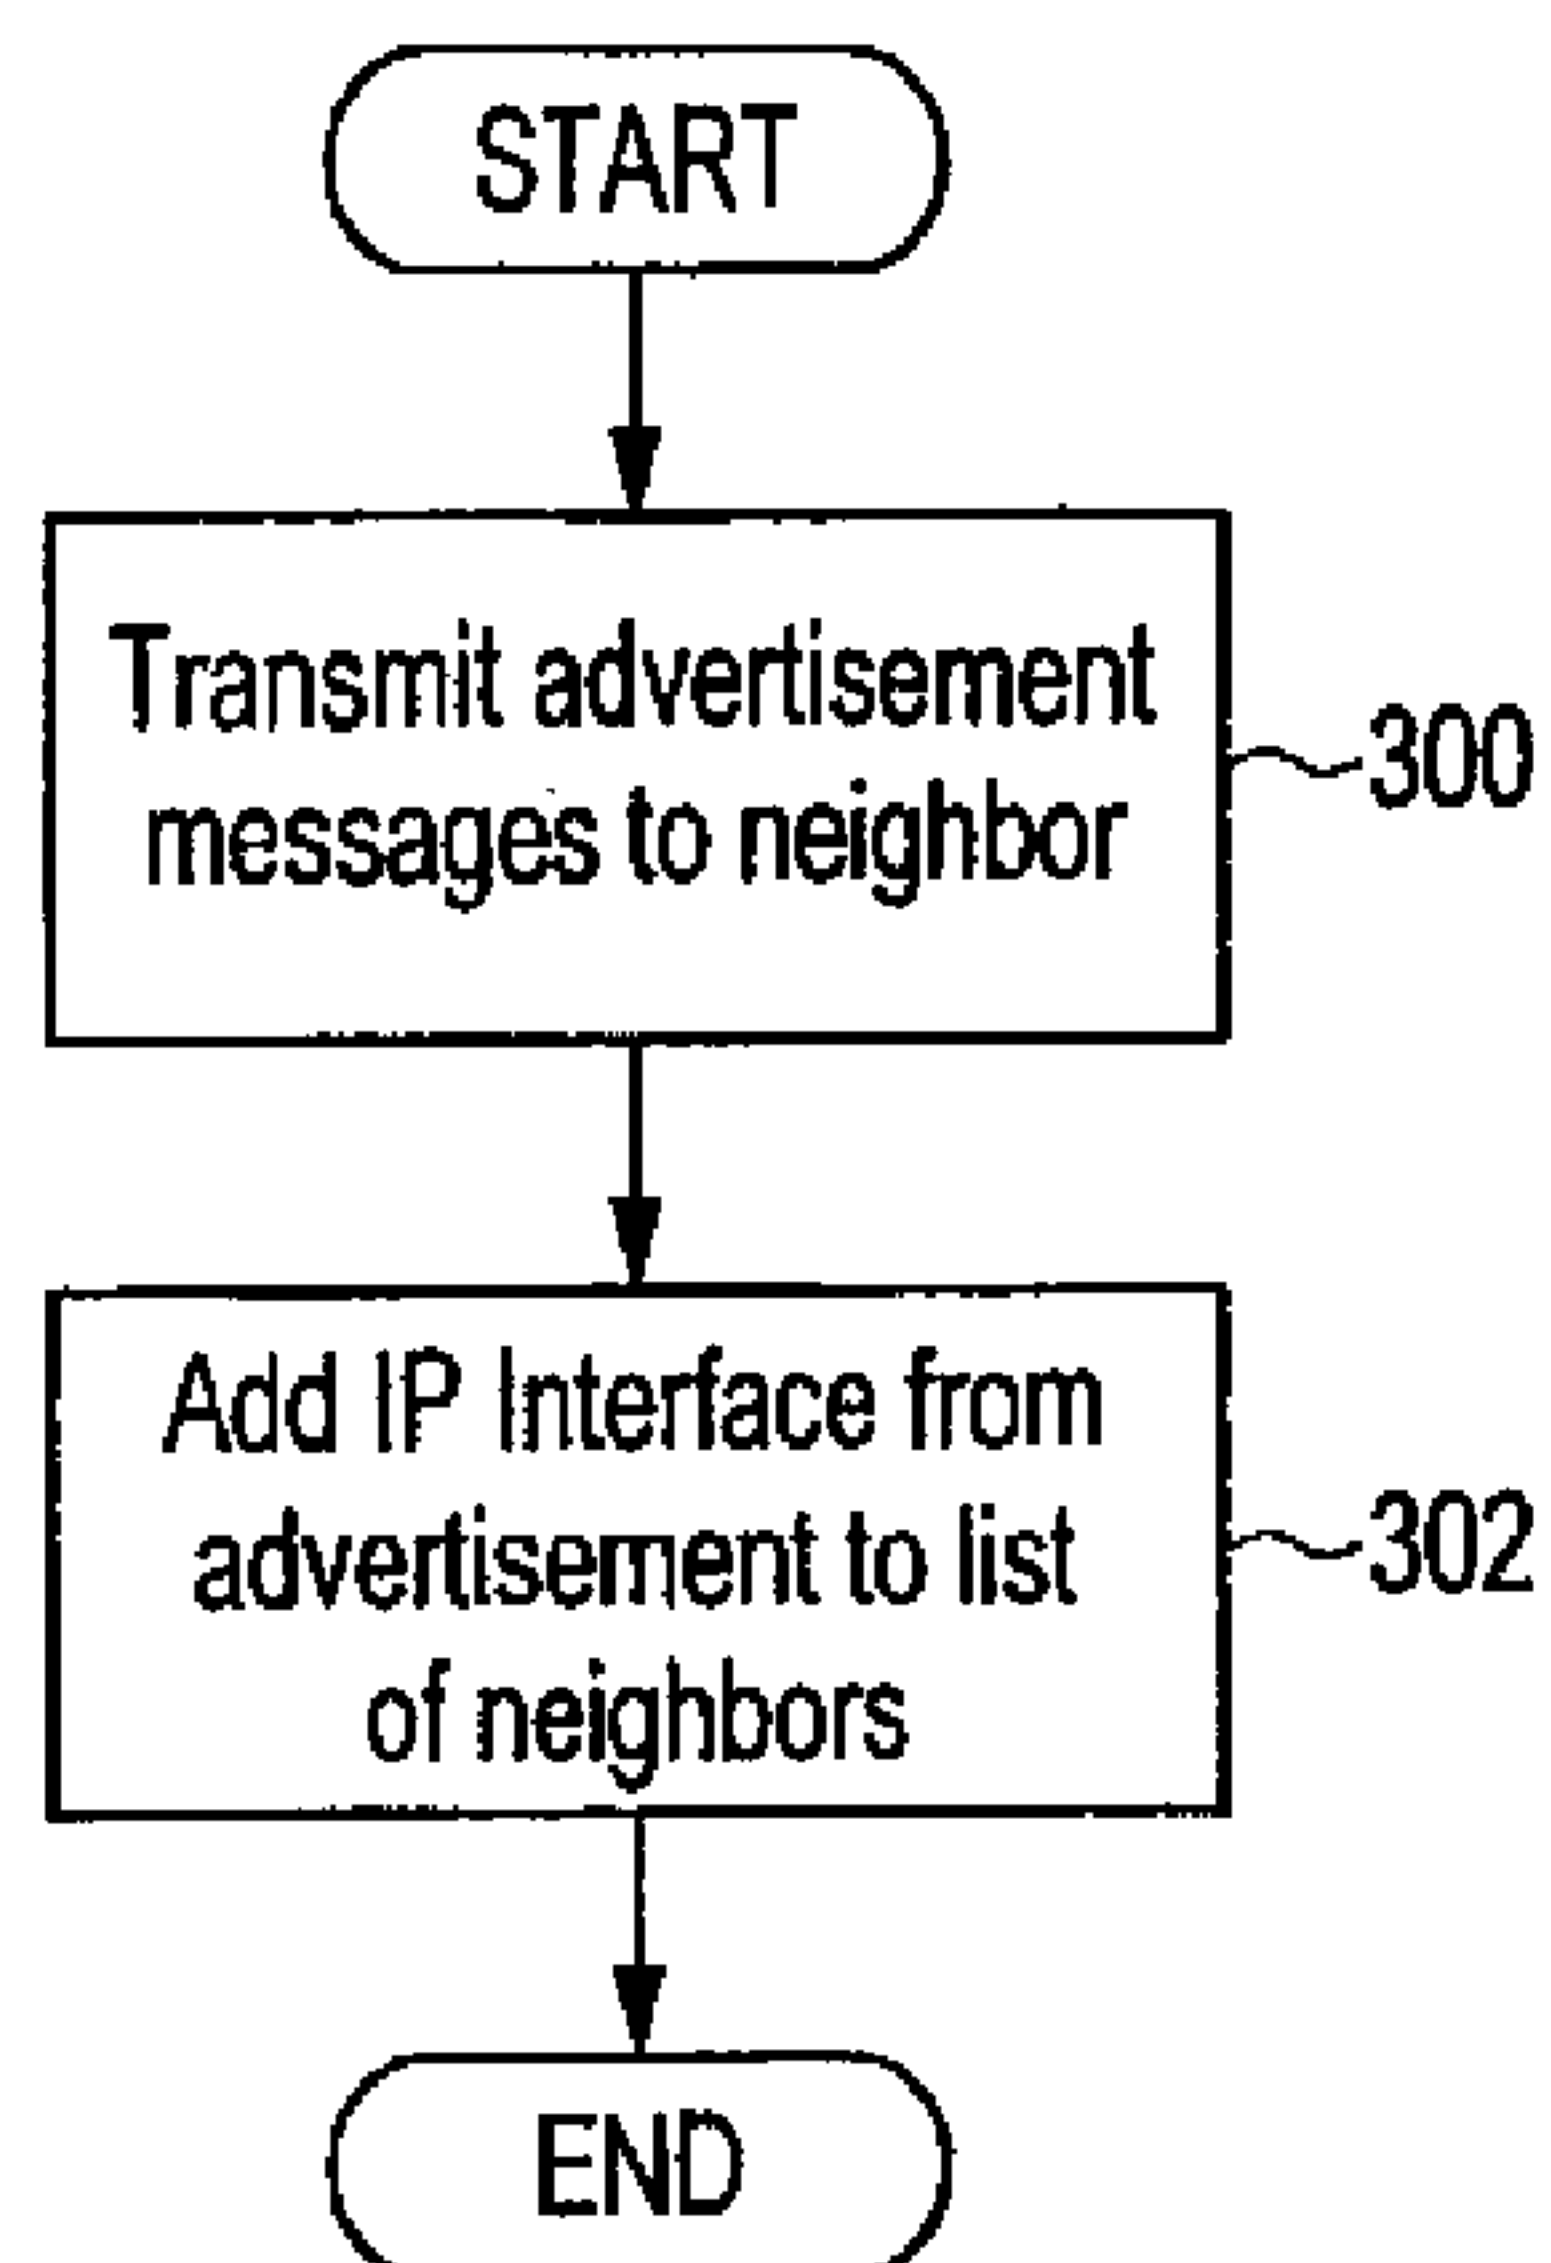 START
Transmit advertisement
messages to neighbor
300
Add IP Interface from
advertisement to list
of neighbors
302
END